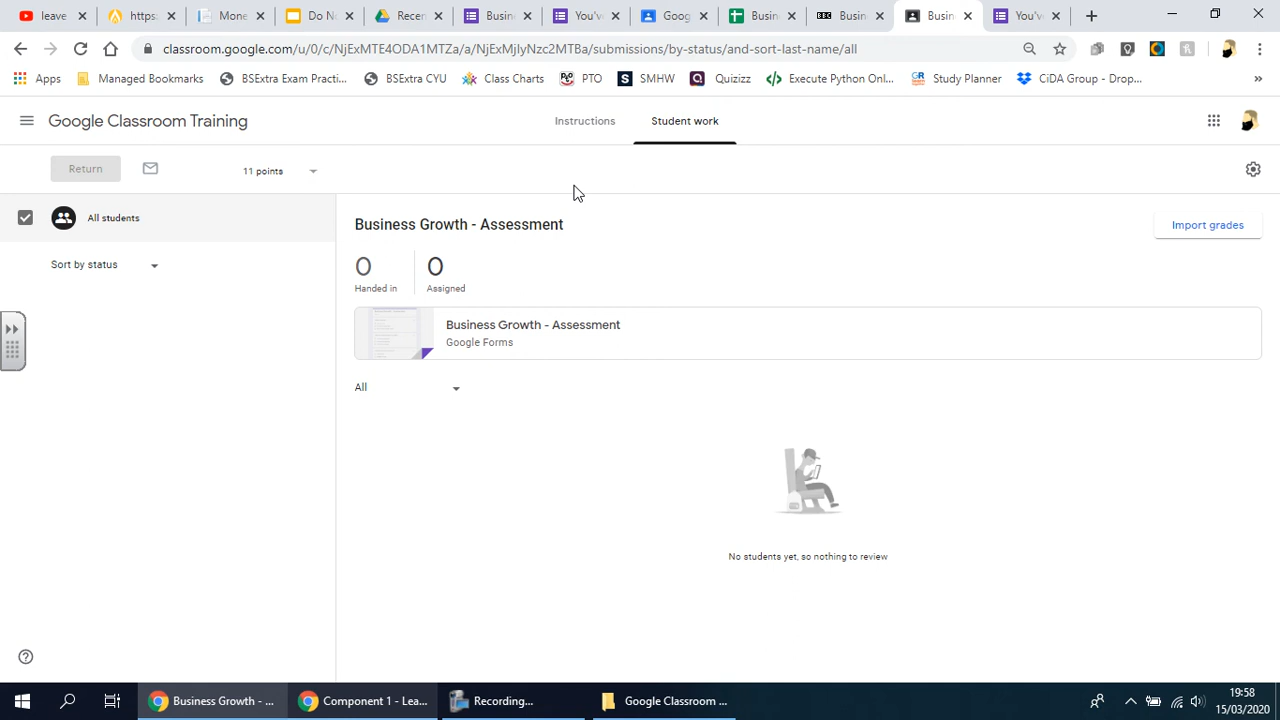 leave
https:
Mone
Do No
Recen
Busin
You've
Goog
Busin
BBC
Busin
Busin
You've
classroom.google.com/u/0/c/NjExMTE4ODA1MTZa/a/NjExMjIyNzc2MTBa/submissions/by-status/and-sort-last-name/all
Apps
Managed Bookmarks
BSExtra Exam Practi...
BSExtra CYU
Class Charts
PTO
SMHW
Quizizz
Execute Python Onl...
Study Planner
CiDA Group - Drop...
»
Google Classroom Training
Instructions
Student work
Return
11 points
All students
Business Growth - Assessment
Import grades
Sort by status
0
0
Handed in
Assigned
Business Growth - Assessment
Google Forms
All
No students yet, so nothing to review
Business Growth - ...
Component 1 - Lea...
Recording...
Google Classroom ...
19:58
15/03/2020